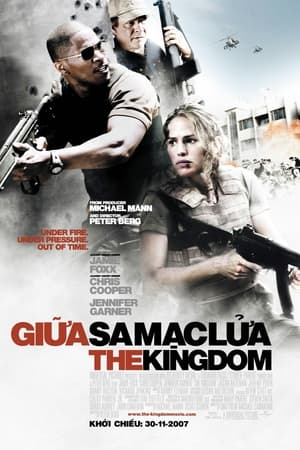 FROM PRODUCER
MICHAEL MANN
AND DIRECTOR
PETER BERG
UNDER FIRE.
UNDER PRESSURE.
OUT OF TIME.
JAMIE
FOXX
CHRIS
COOPER
JENNIFER
GARNER
GIỮA SA MẠC LỬA
THE KINGDOM
www.thekingdommovie.com
KHỞI CHIẾU: 30-11-2007